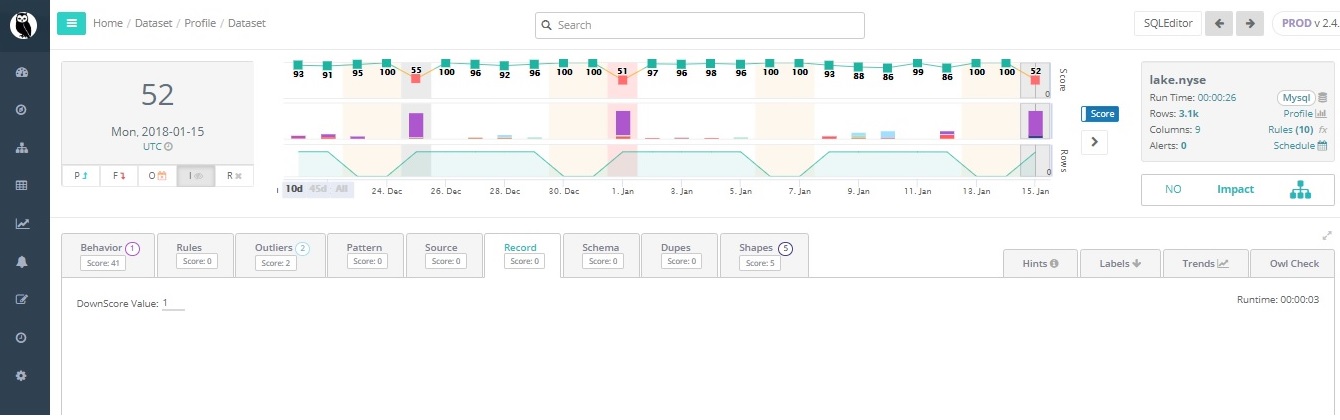 Home / Dataset / Profile / Dataset
Search
SQLEditor
PROD v 2.4.
52
Mon, 2018-01-15
UTC
P F O I R
93 91 95 100 55 100 96 92 96 100 100 51 97 96 98 96 100 100 93 88 86 99 86 100 100 52
Score
0
Rows
0
10d 45d All
24. Dec 26. Dec 28. Dec 30. Dec 1. Jan 3. Jan 5. Jan 7. Jan 9. Jan 11. Jan 13. Jan 15. Jan
Score
lake.nyse
Run Time: 00:00:26 Mysql
Rows: 3.1k Profile
Columns: 9 Rules (10) fx
Alerts: 0 Schedule
NO Impact
Behavior 1 Rules Outliers 2 Pattern Source Record Schema Dupes Shapes 5
Score: 41 Score: 0 Score: 2 Score: 0 Score: 0 Score: 0 Score: 0 Score: 0 Score: 5
Hints Labels Trends Owl Check
DownScore Value: 1
Runtime: 00:00:03